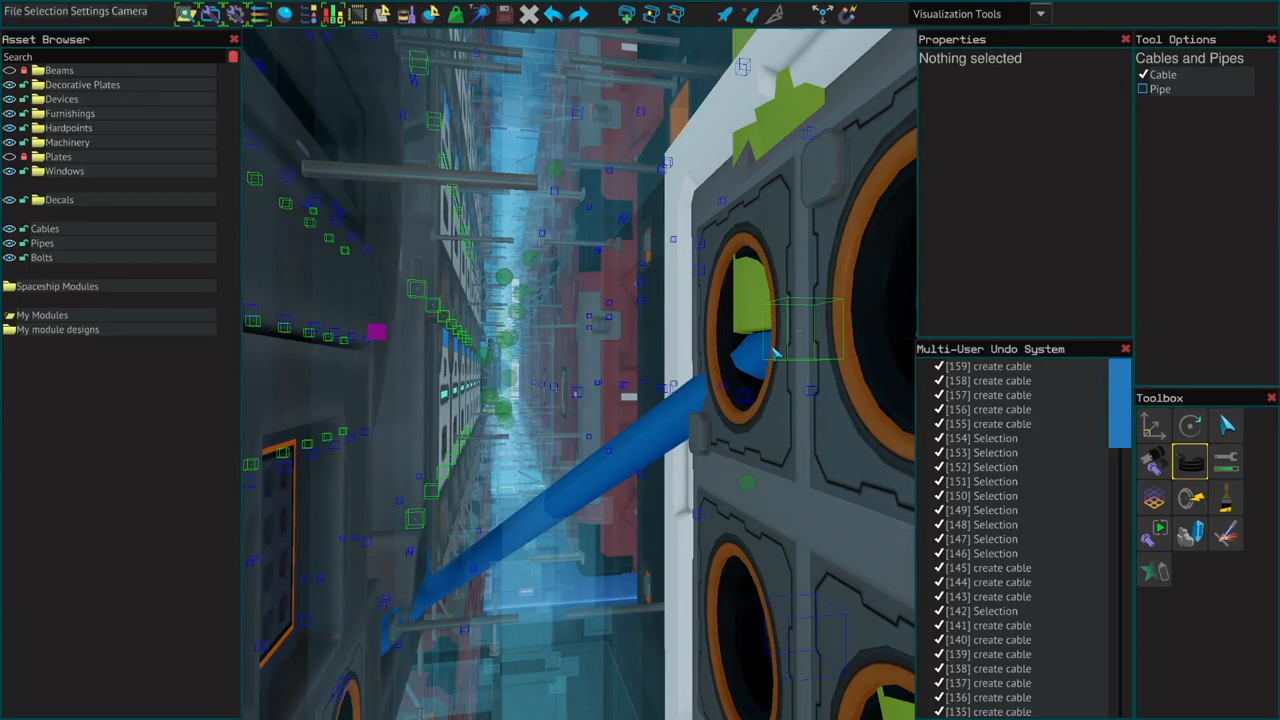 File Selection Settings Camera
Visualization Tools
Asset Browser
Search
Beams
Decorative Plates
Devices
Furnishings
Hardpoints
Machinery
Plates
Windows
Decals
Cables
Pipes
Bolts
Spaceship Modules
My Modules
My module designs
Properties
Nothing selected
Multi-User Undo System
[159] create cable
[158] create cable
[157] create cable
[156] create cable
[155] create cable
[154] Selection
[153] Selection
[152] Selection
[151] Selection
[150] Selection
[149] Selection
[148] Selection
[147] Selection
[146] Selection
[145] create cable
[144] create cable
[143] create cable
[142] Selection
[141] create cable
[140] create cable
[139] create cable
[138] create cable
[137] create cable
[136] create cable
[135] create cable
Tool Options
Cables and Pipes
Cable
Pipe
Toolbox